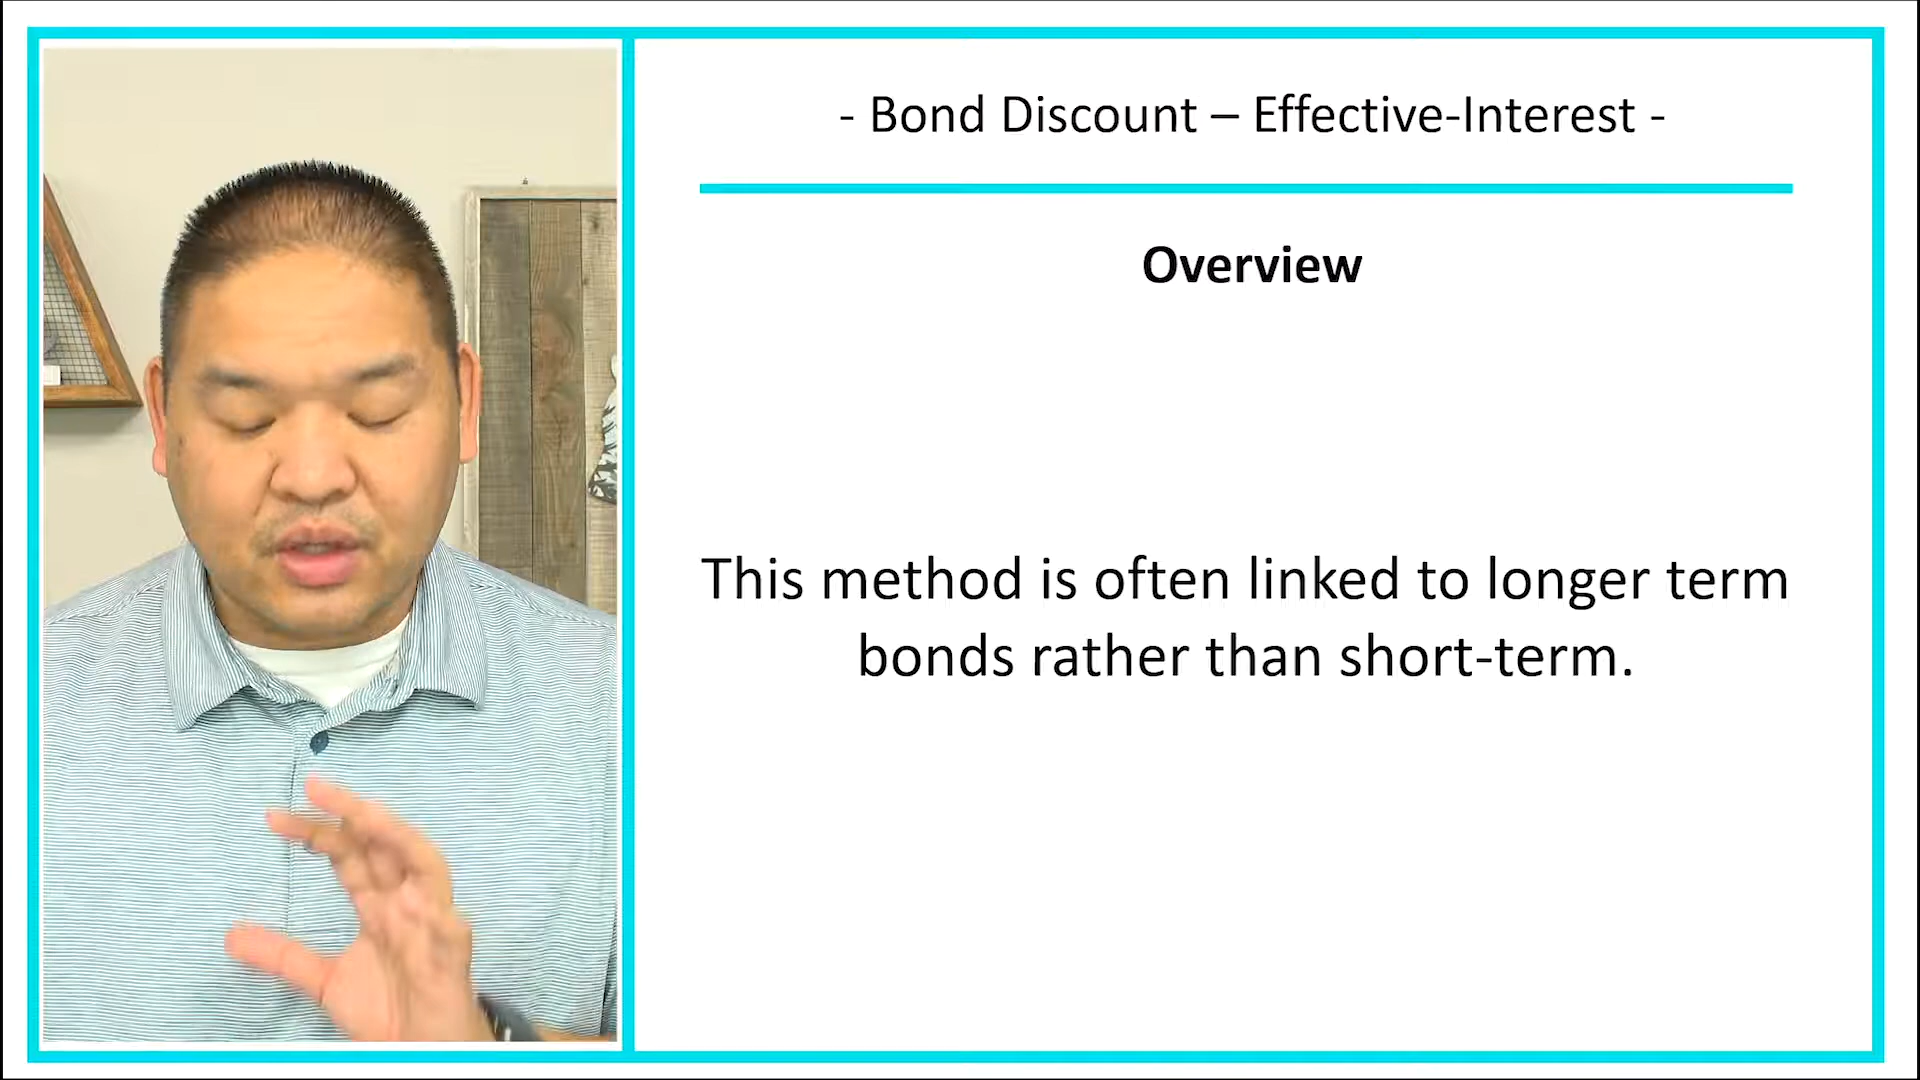 - Bond Discount – Effective-Interest -
Overview
This method is often linked to longer term
bonds rather than short-term.